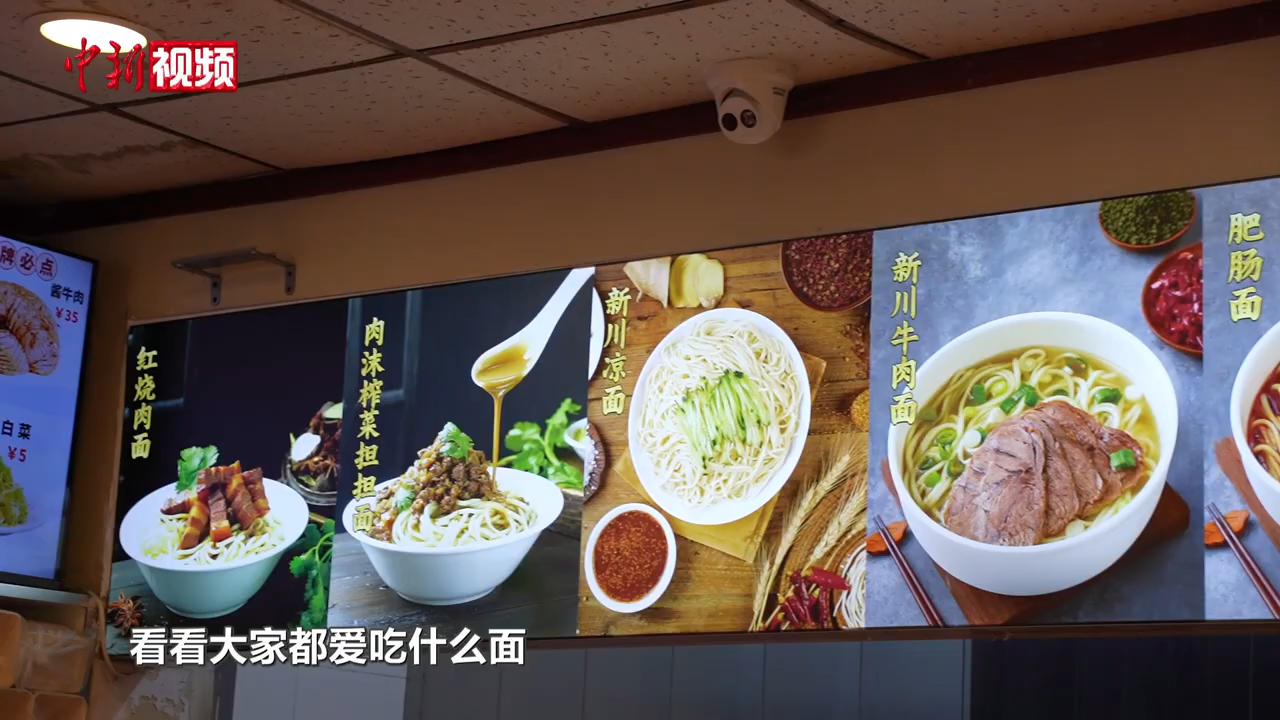 中新视频
牌必点
酱牛肉
¥35
白菜
¥5
红烧肉面
肉沫榨菜担担面
新川凉面
新川牛肉面
肥肠面
看看大家都爱吃什么面